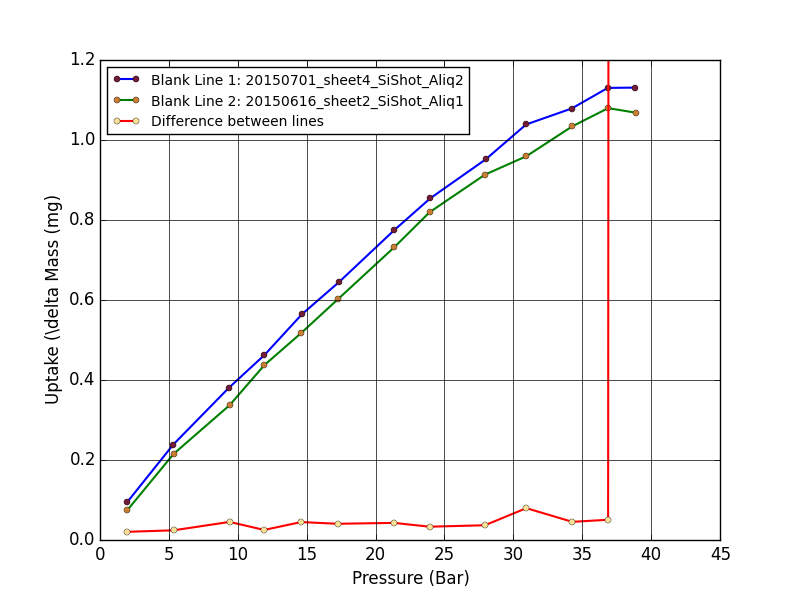 1.2
1.0
0.8
0.6
0.4
0.2
0.0
Uptake (\delta Mass (mg)
Blank Line 1: 20150701_sheet4_SiShot_Aliq2
Blank Line 2: 20150616_sheet2_SiShot_Aliq1
Difference between lines
0 5 10 15 20 25 30 35 40 45
Pressure (Bar)